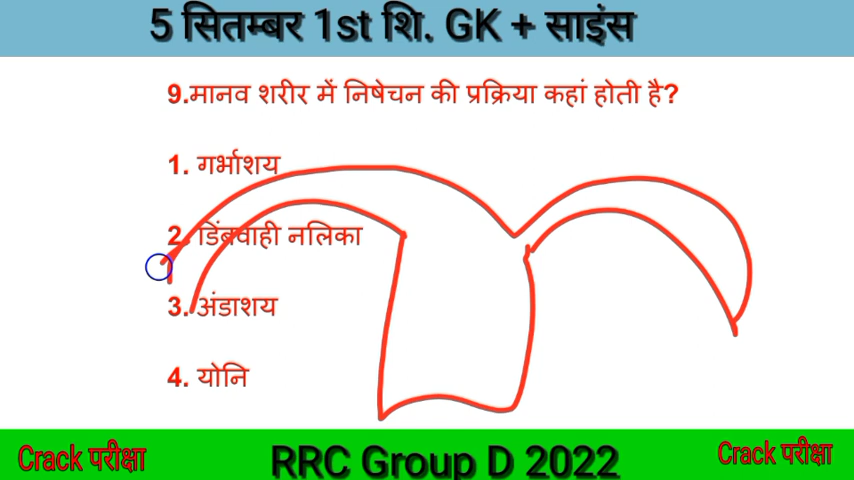 5 सितम्बर 1st शि. GK + साइंस
9.मानव शरीर में निषेचन की प्रक्रिया कहां होती है?
1. गर्भाशय
2. डिंबवाही नलिका
3. अंडाशय
4. योनि
Crack परीक्षा RRC Group D 2022 Crack परीक्षा